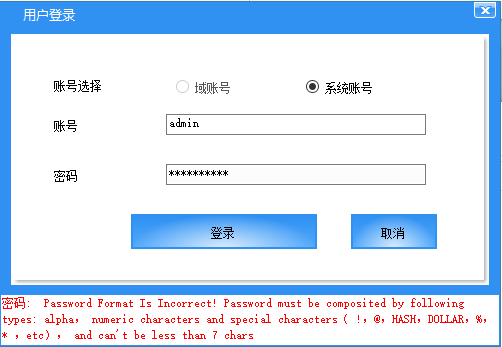 用户登录
账号选择 域账号 系统账号
账号 admin
密码 **********
登录 取消
密码: Password Format Is Incorrect! Password must be composited by following
types: alpha, numeric characters and special characters ( !, @, HASH, DOLLAR, %,
* , etc) , and can't be less than 7 chars